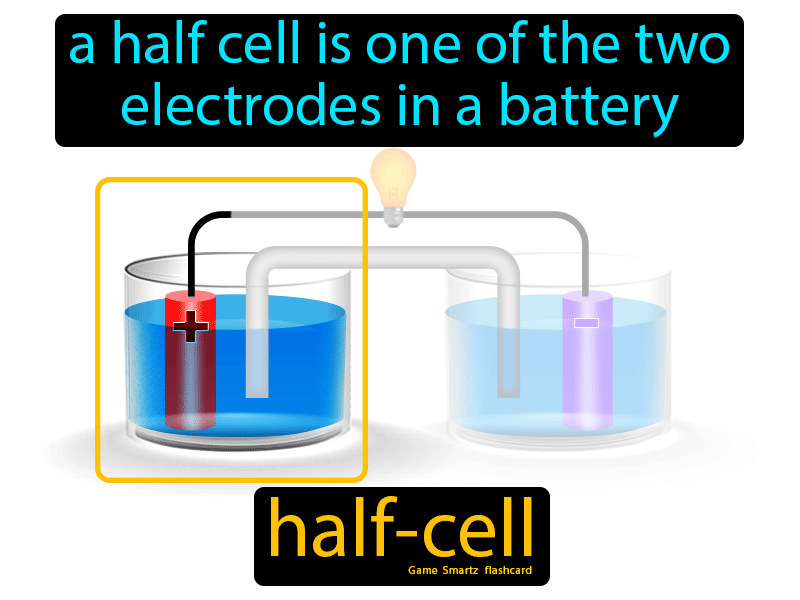 a half cell is one of the two
electrodes in a battery
+
-
half-cell
Game Smartz flashcard